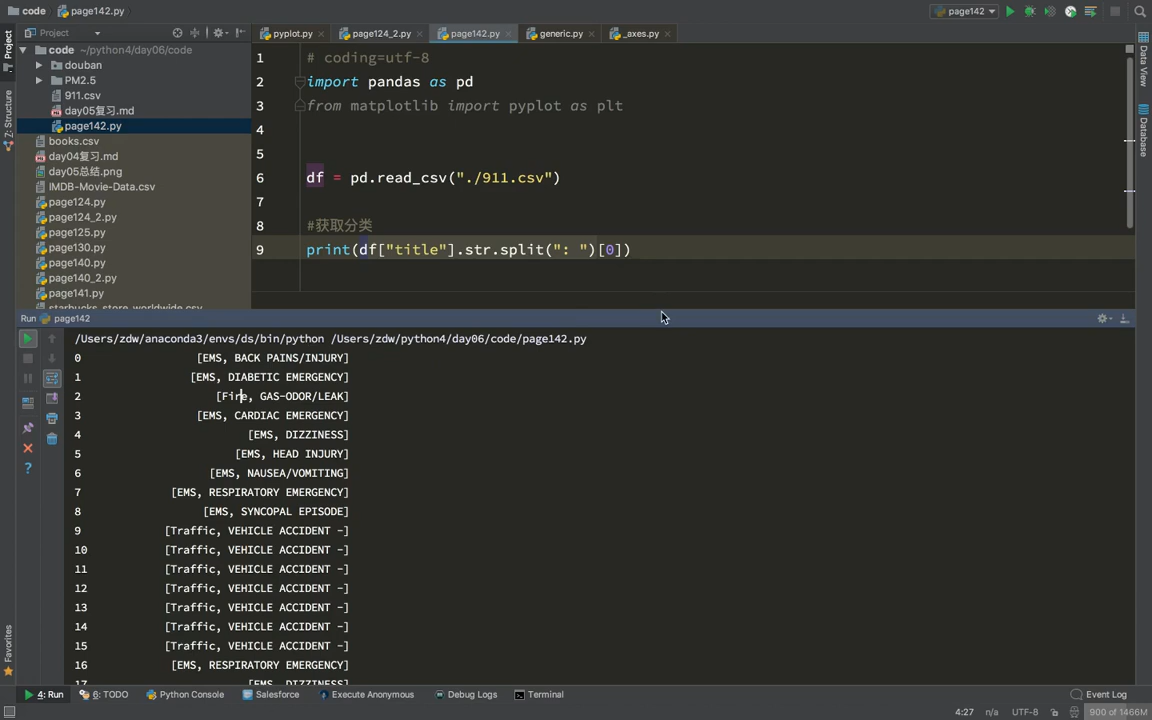 code
page142.py
page142
Project
code ~/python4/day06/code
douban
PM2.5
911.csv
day05复习.md
page142.py
books.csv
day04复习.md
day05总结.png
IMDB-Movie-Data.csv
page124.py
page124_2.py
page125.py
page130.py
page140.py
page140_2.py
page141.py
starbucks_store_worldwide.csv
Project
Z: Structure
Favorites
Data View
Database
pyplot.py
page124_2.py
page142.py
generic.py
_axes.py
1 # coding=utf-8
2 import pandas as pd
3 from matplotlib import pyplot as plt
4
5
6 df = pd.read_csv("./911.csv")
7
8 #获取分类
9 print(df["title"].str.split(": ")[0])
Run page142
/Users/zdw/anaconda3/envs/ds/bin/python /Users/zdw/python4/day06/code/page142.py
0 [EMS, BACK PAINS/INJURY]
1 [EMS, DIABETIC EMERGENCY]
2 [Fire, GAS-ODOR/LEAK]
3 [EMS, CARDIAC EMERGENCY]
4 [EMS, DIZZINESS]
5 [EMS, HEAD INJURY]
6 [EMS, NAUSEA/VOMITING]
7 [EMS, RESPIRATORY EMERGENCY]
8 [EMS, SYNCOPAL EPISODE]
9 [Traffic, VEHICLE ACCIDENT -]
10 [Traffic, VEHICLE ACCIDENT -]
11 [Traffic, VEHICLE ACCIDENT -]
12 [Traffic, VEHICLE ACCIDENT -]
13 [Traffic, VEHICLE ACCIDENT -]
14 [Traffic, VEHICLE ACCIDENT -]
15 [Traffic, VEHICLE ACCIDENT -]
16 [EMS, RESPIRATORY EMERGENCY]
17 [EMS, DIZZINESS]
4: Run
6: TODO
Python Console
Salesforce
Execute Anonymous
Debug Logs
Terminal
Event Log
4:27 n/a UTF-8 900 of 1466M